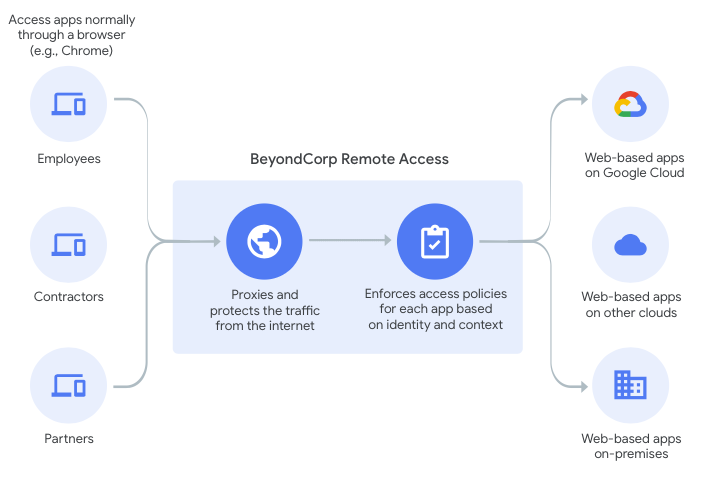 Access apps normally
through a browser
(e.g., Chrome)
Employees
Contractors
Partners
BeyondCorp Remote Access
Proxies and
protects the traffic
from the internet
Enforces access policies
for each app based
on identity and context
Web-based apps
on Google Cloud
Web-based apps
on other clouds
Web-based apps
on-premises